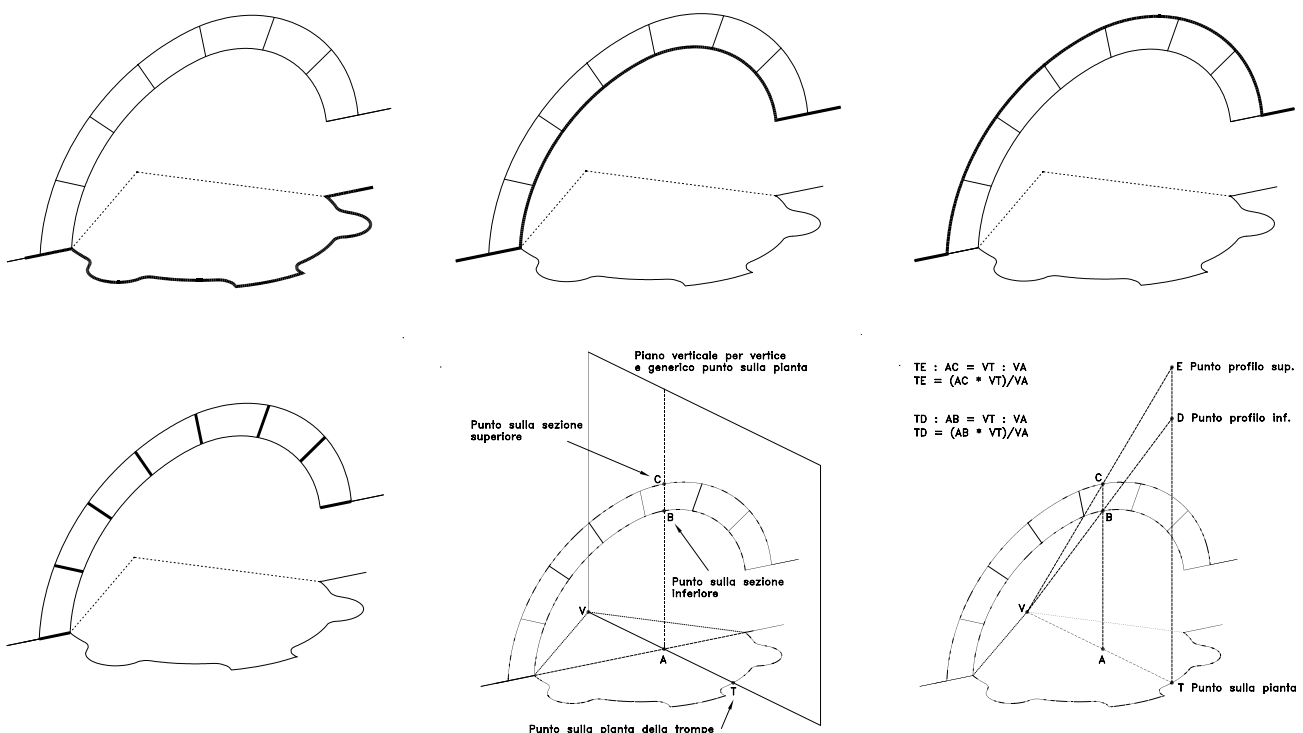 Piano verticale per vertice
e generico punto sulla pianta
Punto sulla sezione
superiore
C
B
Punto sulla sezione
inferiore
V
A
T
Punto sulla pianta della trompe
TE : AC = VT : VA
TE = (AC * VT)/VA
TD : AB = VT : VA
TD = (AB * VT)/VA
E Punto profilo sup.
D Punto profilo inf.
C
B
V
A
T Punto sulla pianta